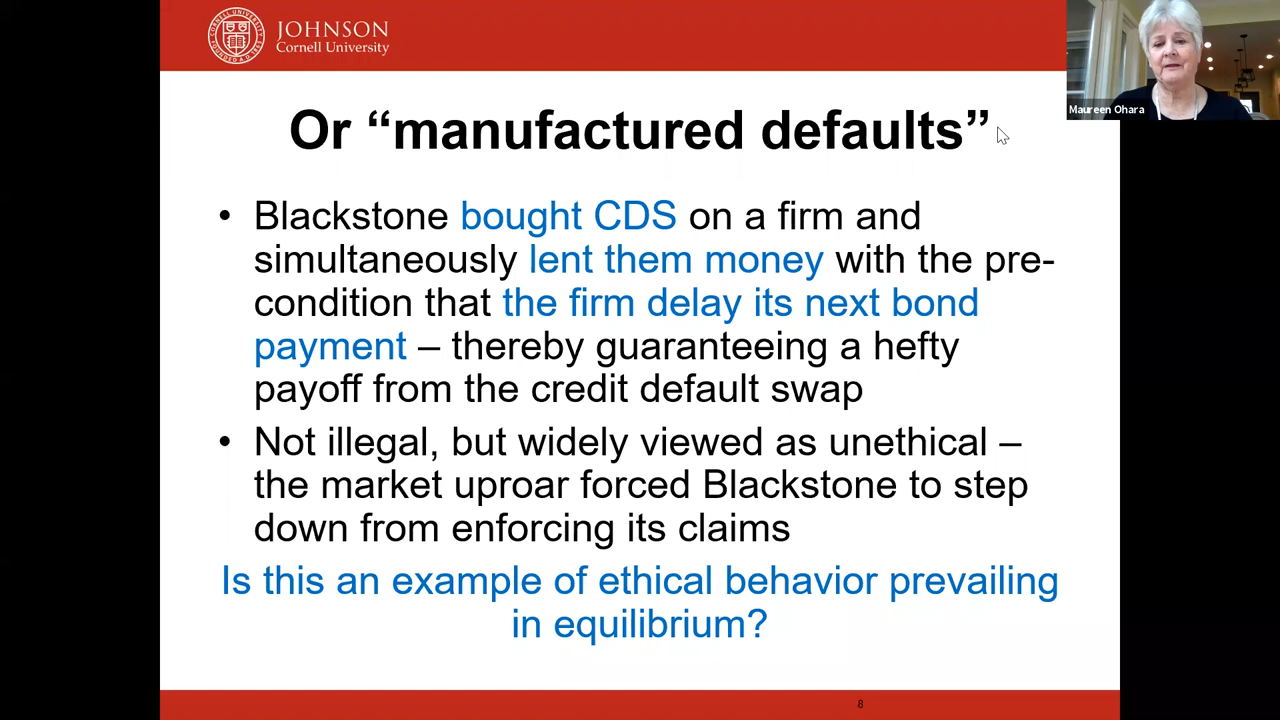 JOHNSON
Cornell University
Maureen Ohara
Or “manufactured defaults”
• Blackstone bought CDS on a firm and
simultaneously lent them money with the pre-
condition that the firm delay its next bond
payment – thereby guaranteeing a hefty
payoff from the credit default swap
• Not illegal, but widely viewed as unethical –
the market uproar forced Blackstone to step
down from enforcing its claims
Is this an example of ethical behavior prevailing
in equilibrium?
8